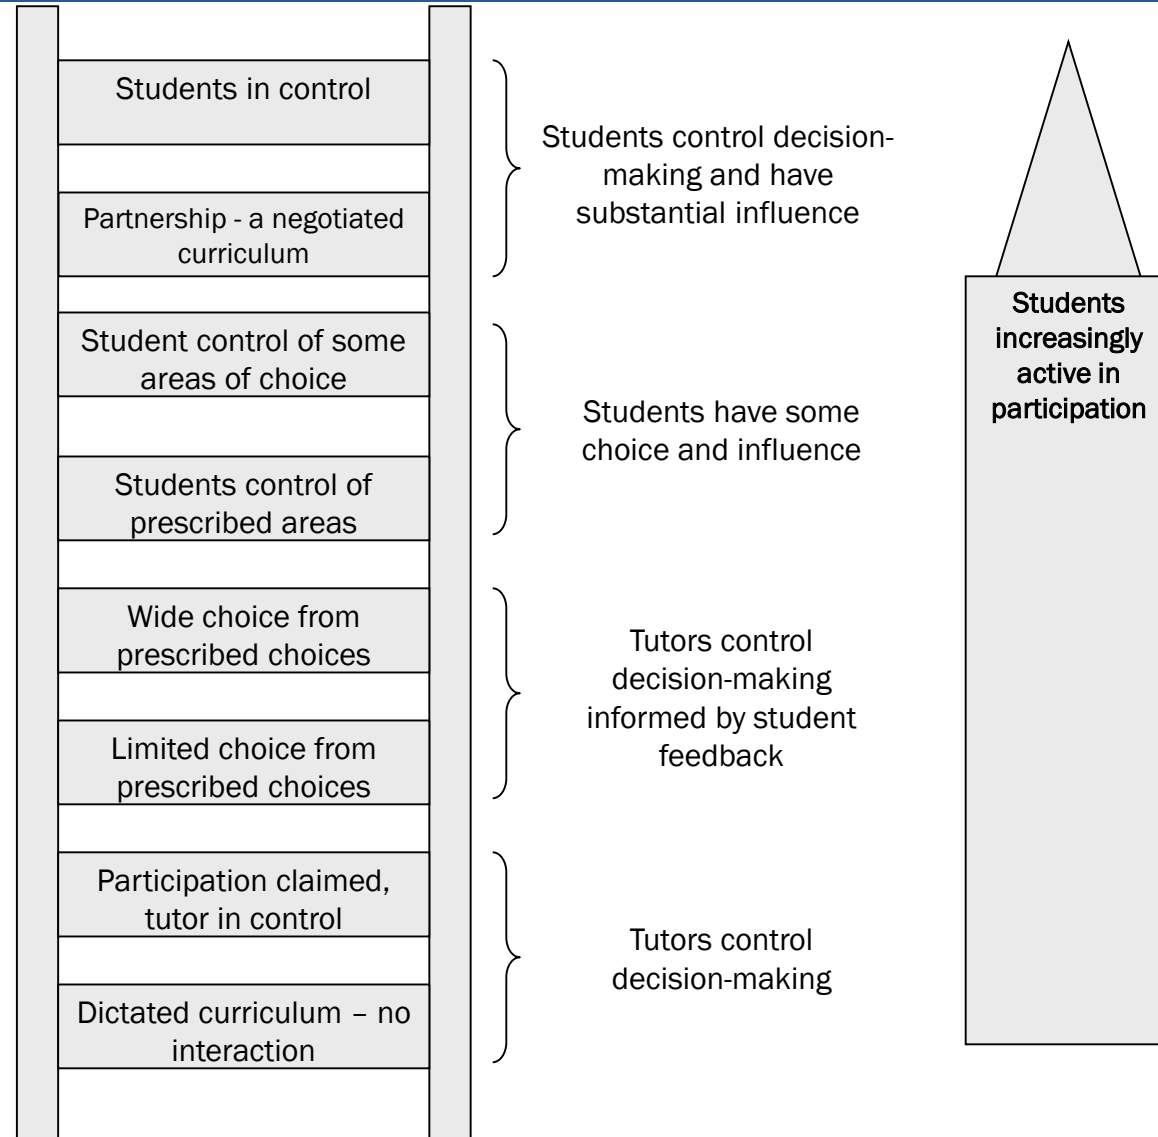 Students in control
Partnership - a negotiated
curriculum
Student control of some
areas of choice
Students control of
prescribed areas
Wide choice from
prescribed choices
Limited choice from
prescribed choices
Participation claimed,
tutor in control
Dictated curriculum – no
interaction
Students control decision-
making and have
substantial influence
Students have some
choice and influence
Tutors control
decision-making
informed by student
feedback
Tutors control
decision-making
Students
increasingly
active in
participation